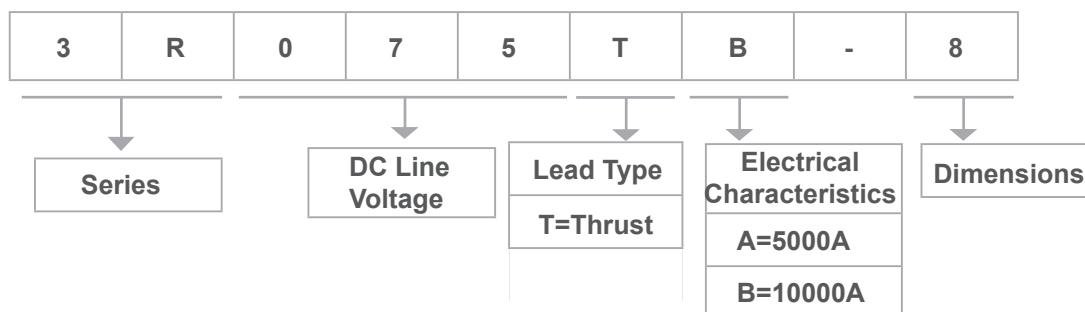 3 R 0 7 5 T B - 8
Series
DC Line
Voltage
Lead Type
T=Thrust
Electrical
Characteristics
A=5000A
B=10000A
Dimensions